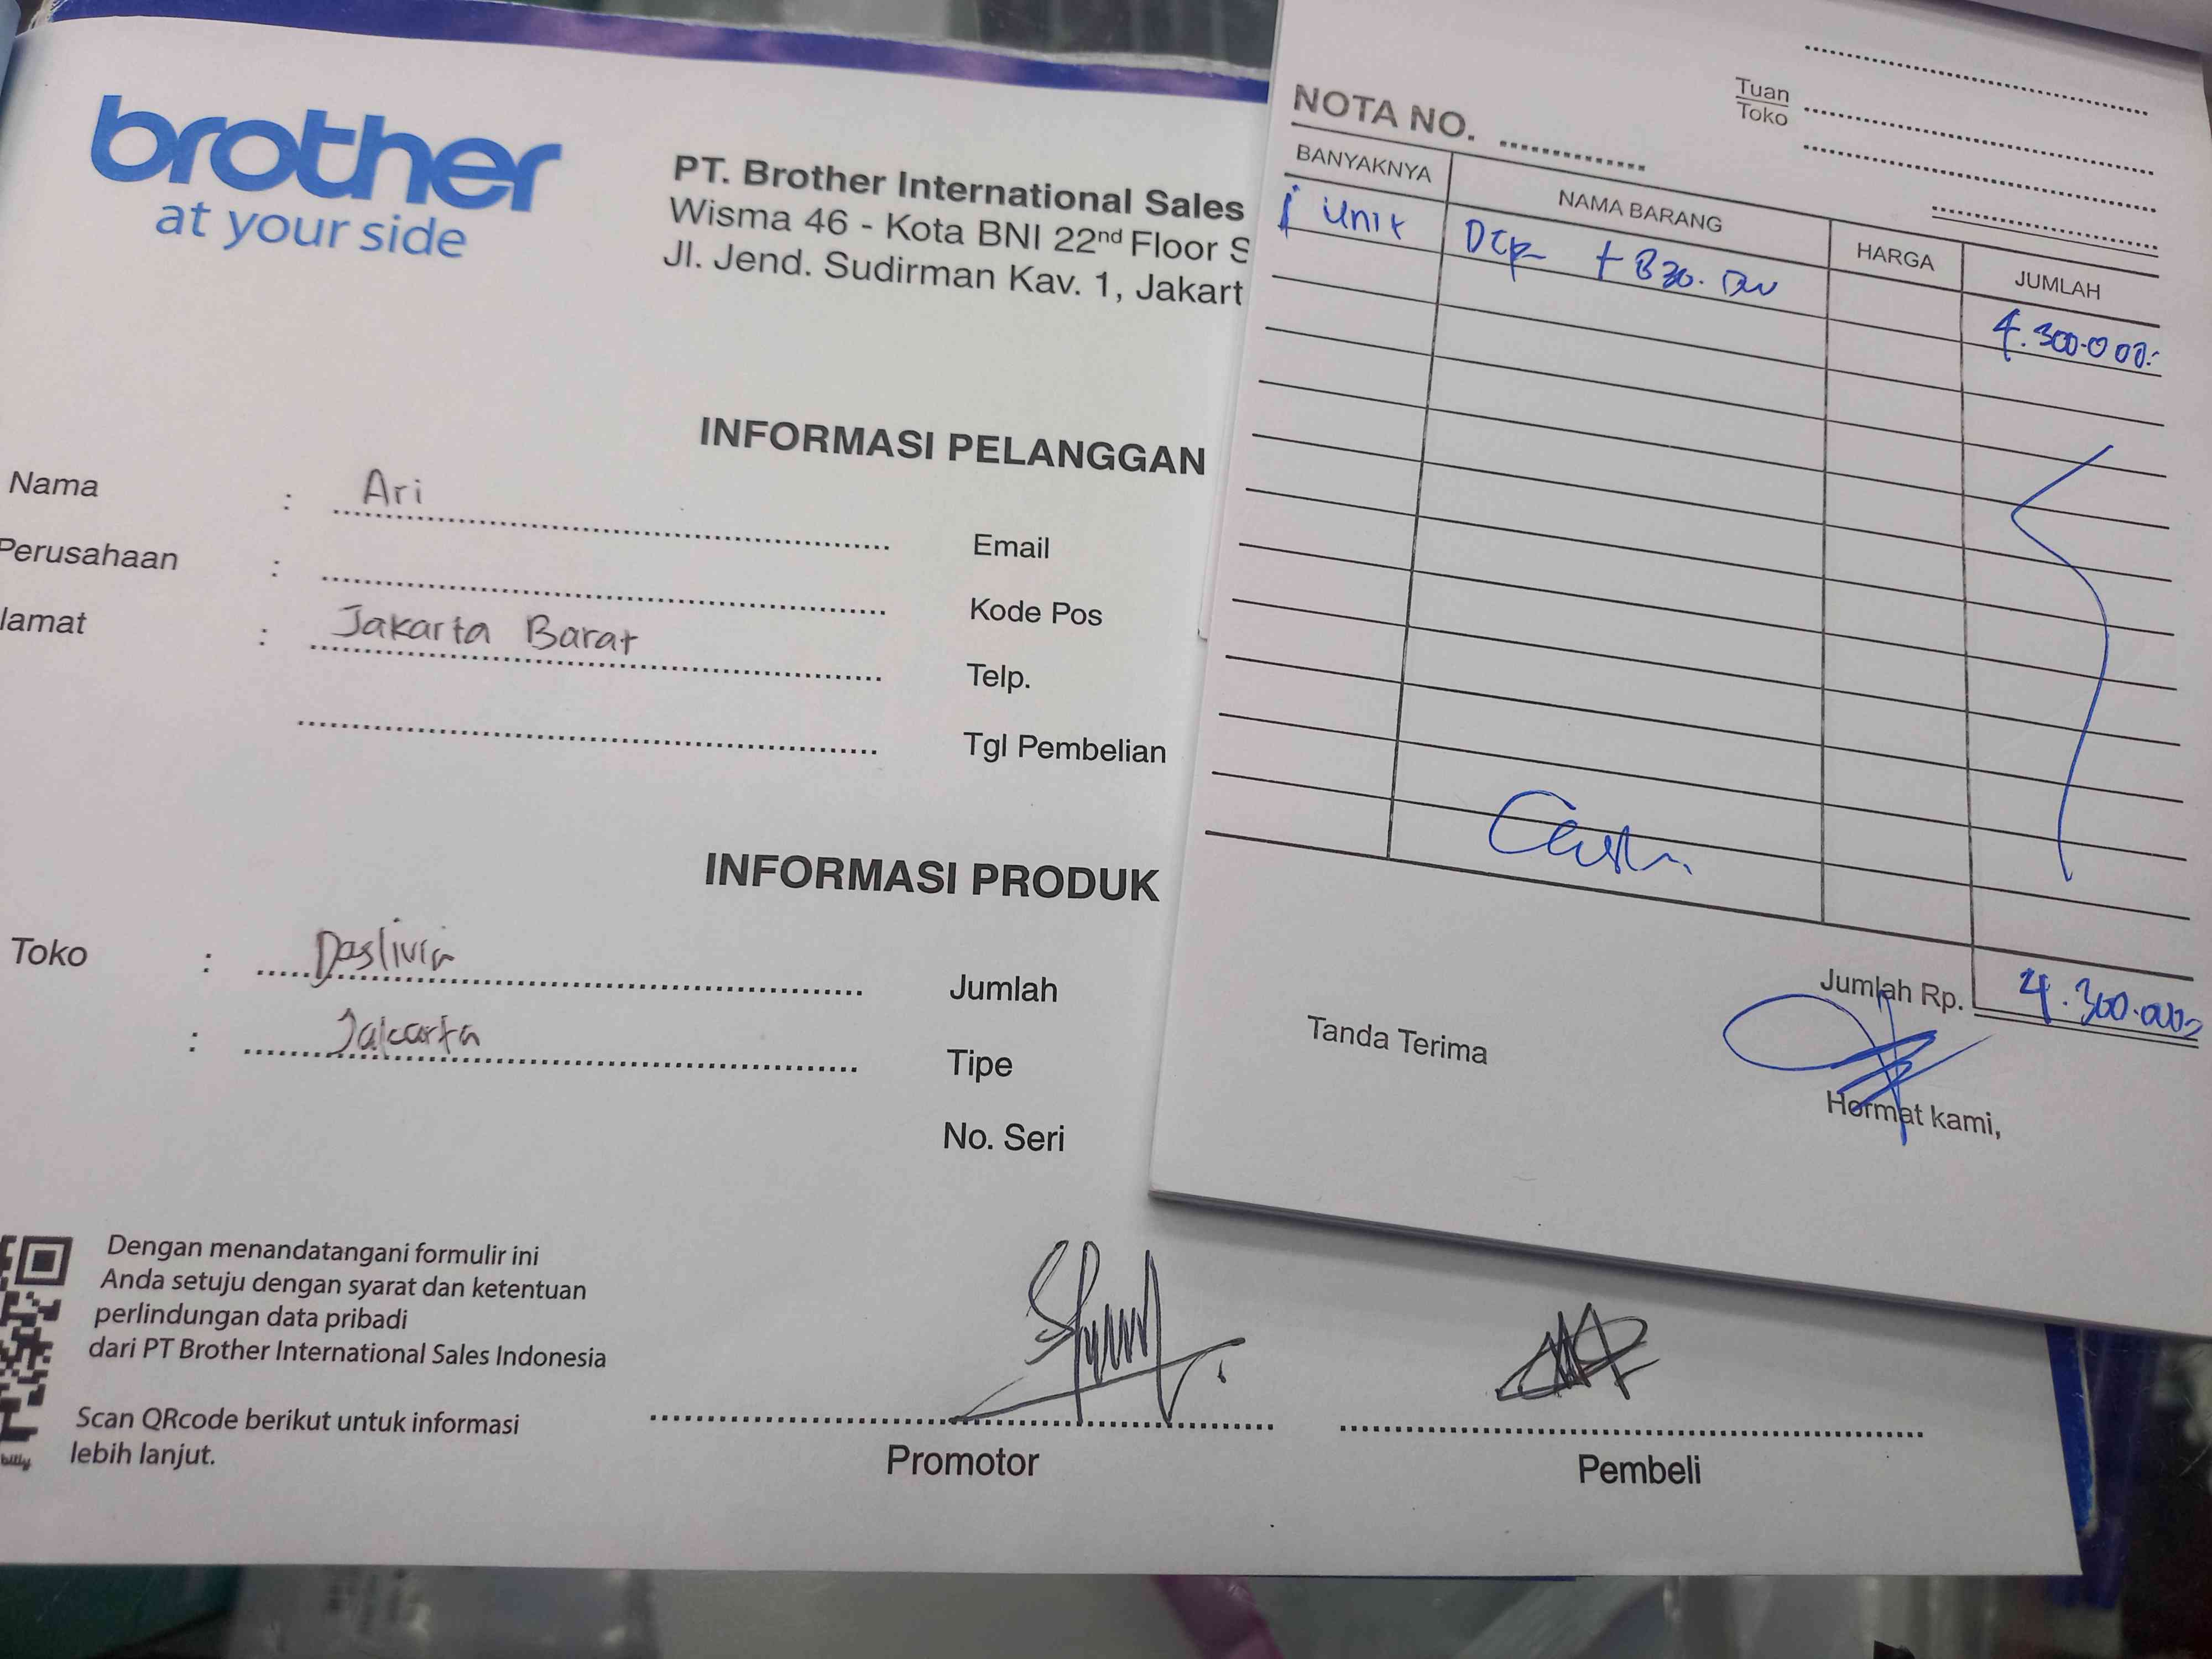 brother
at your side
PT. Brother International Sales
Wisma 46 - Kota BNI 22nd Floor S
Jl. Jend. Sudirman Kav. 1, Jakart
INFORMASI PELANGGAN
Nama : Ari
Email
Perusahaan :
Kode Pos
lamat : Jakarta Barat
Telp.
Tgl Pembelian
INFORMASI PRODUK
Toko : Daslivia
Jumlah
: Jakarta
Tipe
No. Seri
Dengan menandatangani formulir ini
Anda setuju dengan syarat dan ketentuan
perlindungan data pribadi
dari PT Brother International Sales Indonesia
Scan QRcode berikut untuk informasi
lebih lanjut.
billy
Promotor
Pembeli
NOTA NO.
Tuan
Toko
BANYAKNYA NAMA BARANG HARGA JUMLAH
1 Unit DCP 4.300.000
Cash
Jumlah Rp. 4.300.000
Tanda Terima
Hormat kami,